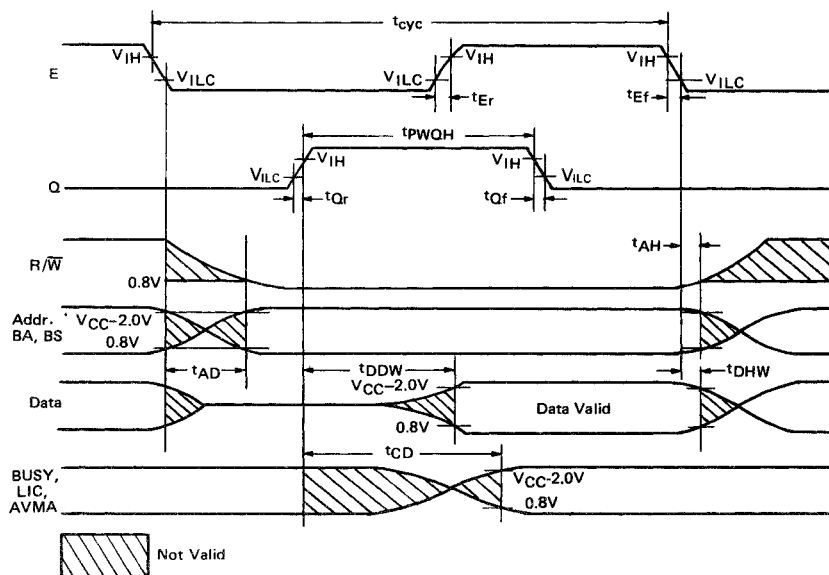 tcyc
E
VIH
VILC
VILC
VIH
VIH
VILC
tEr
tEf
tPWQH
Q
VILC
VIH
VIH
VILC
tQr
tQf
R/W̅
0.8V
tAH
Addr.
BA, BS
VCC-2.0V
0.8V
tAD
tDDW
tDHW
Data
VCC-2.0V
0.8V
Data Valid
BUSY,
LIC,
AVMA
tCD
VCC-2.0V
0.8V
Not Valid